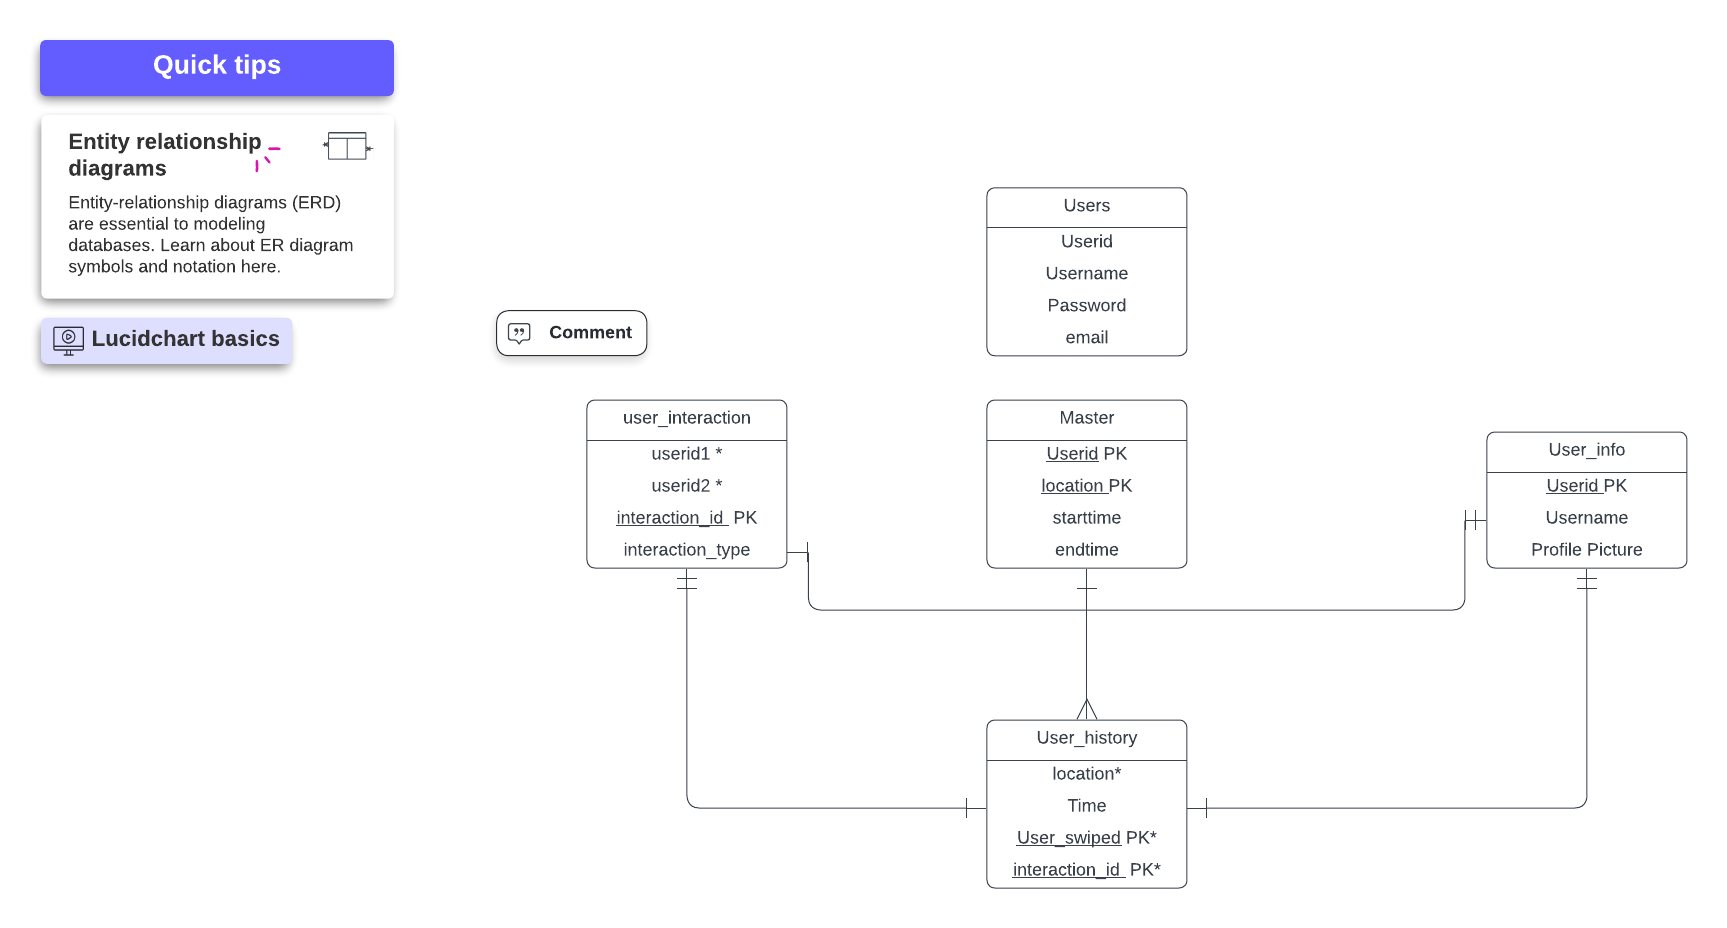 Quick tips
Entity relationship
diagrams
Entity-relationship diagrams (ERD)
are essential to modeling
databases. Learn about ER diagram
symbols and notation here.
Lucidchart basics
Comment
Users
Userid
Username
Password
email
user_interaction
userid1 *
userid2 *
interaction_id PK
interaction_type
Master
Userid PK
location PK
starttime
endtime
User_info
Userid PK
Username
Profile Picture
User_history
location*
Time
User_swiped PK*
interaction_id PK*